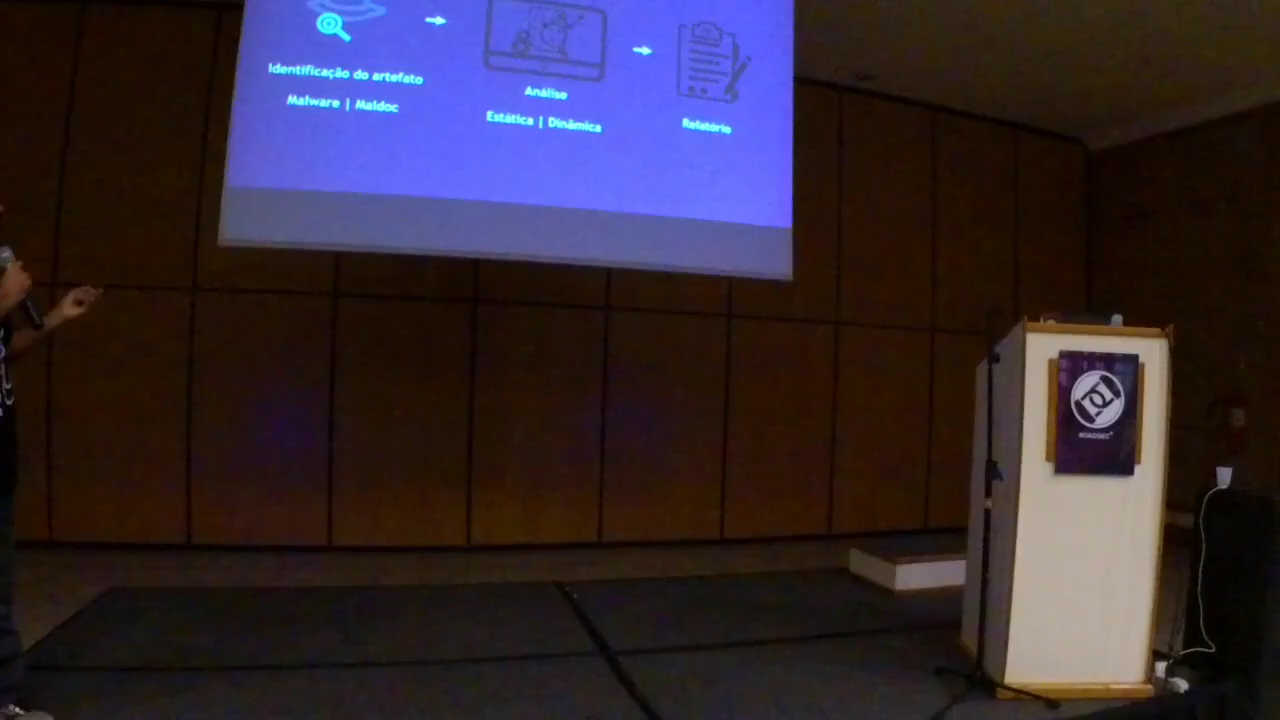 Identificação do artefato
Malware | Maldoc
Análise
Estática | Dinâmica
Relatório
ROADSEC